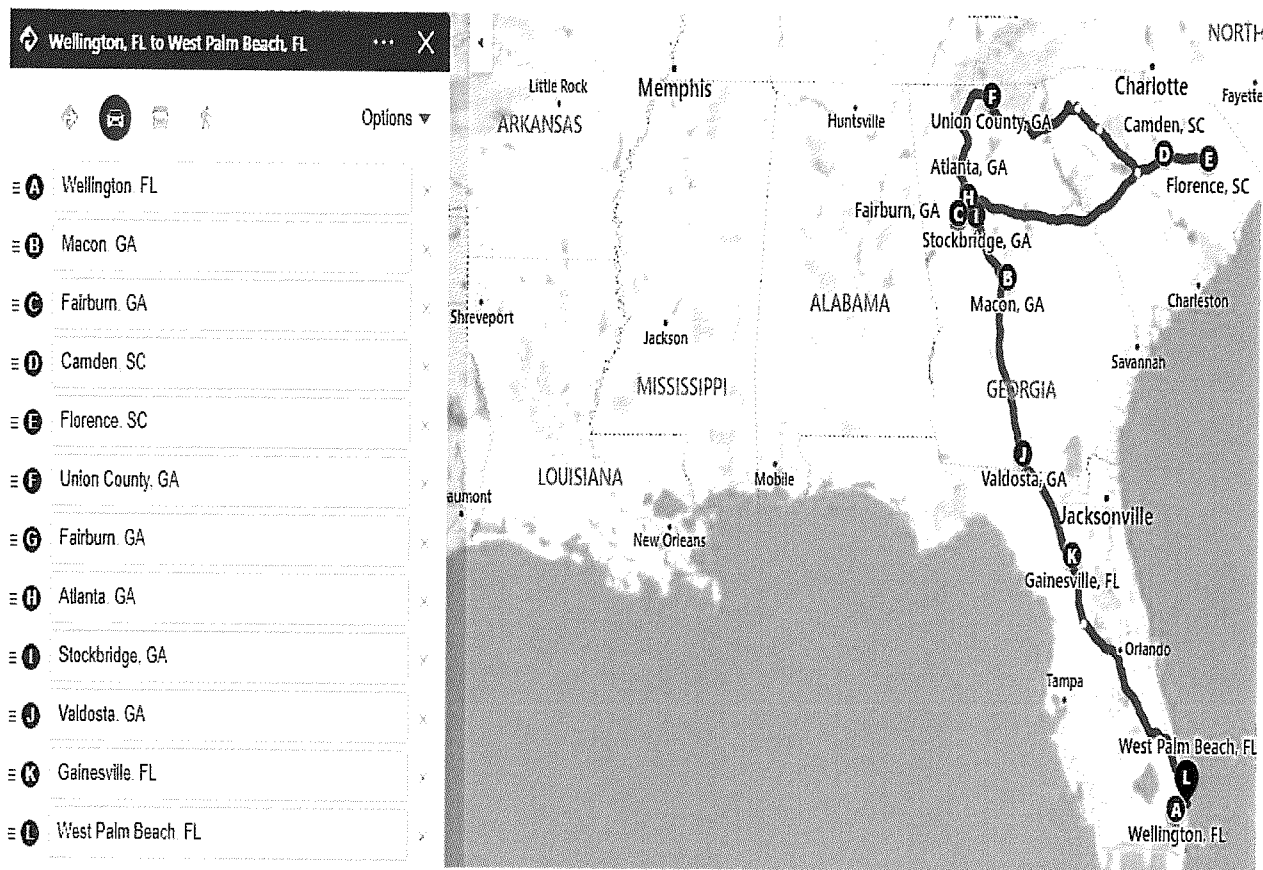 Wellington, FL to West Palm Beach, FL
Options
A Wellington. FL
B Macon. GA
C Fairburn. GA
D Camden. SC
E Florence. SC
F Union County. GA
G Fairburn. GA
H Atlanta. GA
I Stockbridge, GA
J Valdosta. GA
K Gainesville. FL
L West Palm Beach. FL
NORTH
Charlotte
Memphis
Little Rock
Fayette
ARKANSAS
Huntsville
F
Union County, GA
Camden, SC
D
E
Atlanta, GA
Florence, SC
H
Fairburn, GA
C
I
Stockbridge, GA
B
Macon, GA
ALABAMA
Charleston
Shreveport
Jackson
Savannah
MISSISSIPPI
GEORGIA
J
Valdosta, GA
LOUISIANA
Mobile
aumont
Jacksonville
New Orleans
K
Gainesville, FL
Orlando
Tampa
West Palm Beach, FL
L
A
Wellington, FL